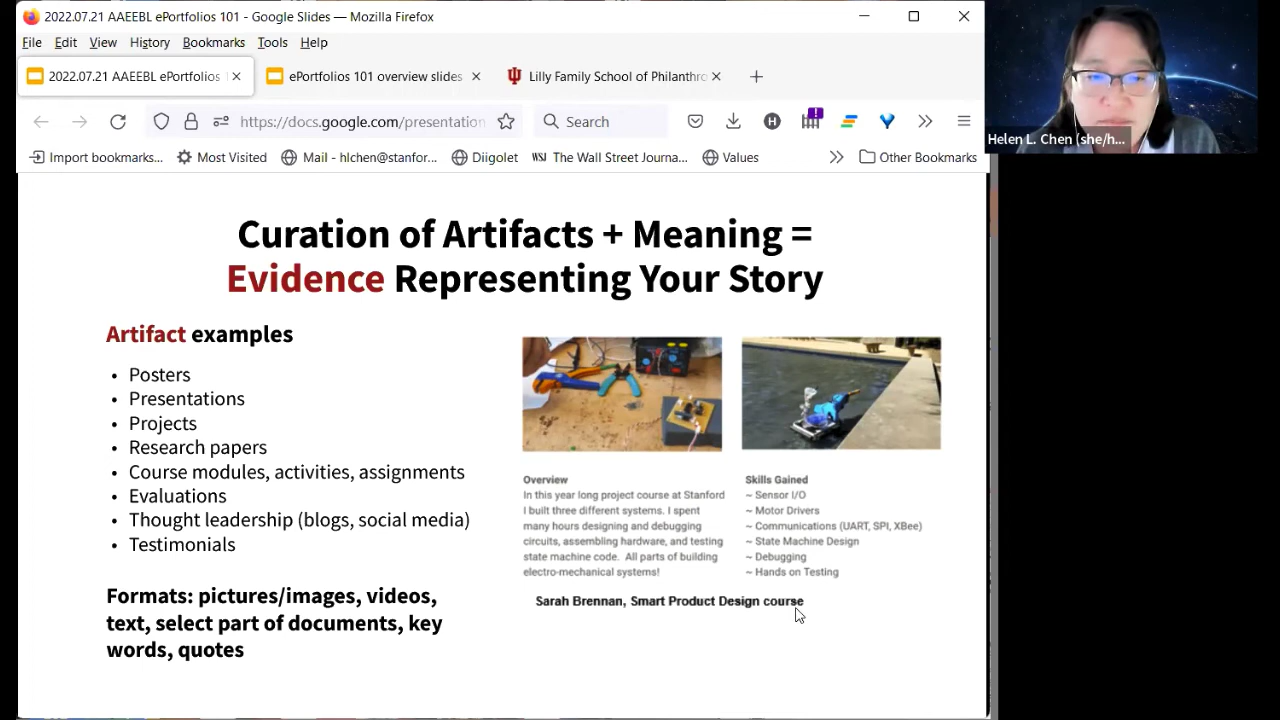 2022.07.21 AAEEBL ePortfolios 101 - Google Slides — Mozilla Firefox
File Edit View History Bookmarks Tools Help
2022.07.21 AAEEBL ePortfolios
ePortfolios 101 overview slides
Lilly Family School of Philanthro
https://docs.google.com/presentation
Search
H
Import bookmarks...
Most Visited
Mail - hlchen@stanfor...
Diigolet
WSJ
The Wall Street Journa...
Values
Other Bookmarks
Helen L. Chen (she/h...
Curation of Artifacts + Meaning =
Evidence Representing Your Story
Artifact examples
• Posters
• Presentations
• Projects
• Research papers
• Course modules, activities, assignments
• Evaluations
• Thought leadership (blogs, social media)
• Testimonials
Formats: pictures/images, videos,
text, select part of documents, key
words, quotes
Overview
In this year long project course at Stanford
I built three different systems. I spent
many hours designing and debugging
circuits, assembling hardware, and testing
state machine code. All parts of building
electro-mechanical systems!
Skills Gained
~ Sensor I/O
~ Motor Drivers
~ Communications (UART, SPI, XBee)
~ State Machine Design
~ Debugging
~ Hands on Testing
Sarah Brennan, Smart Product Design course